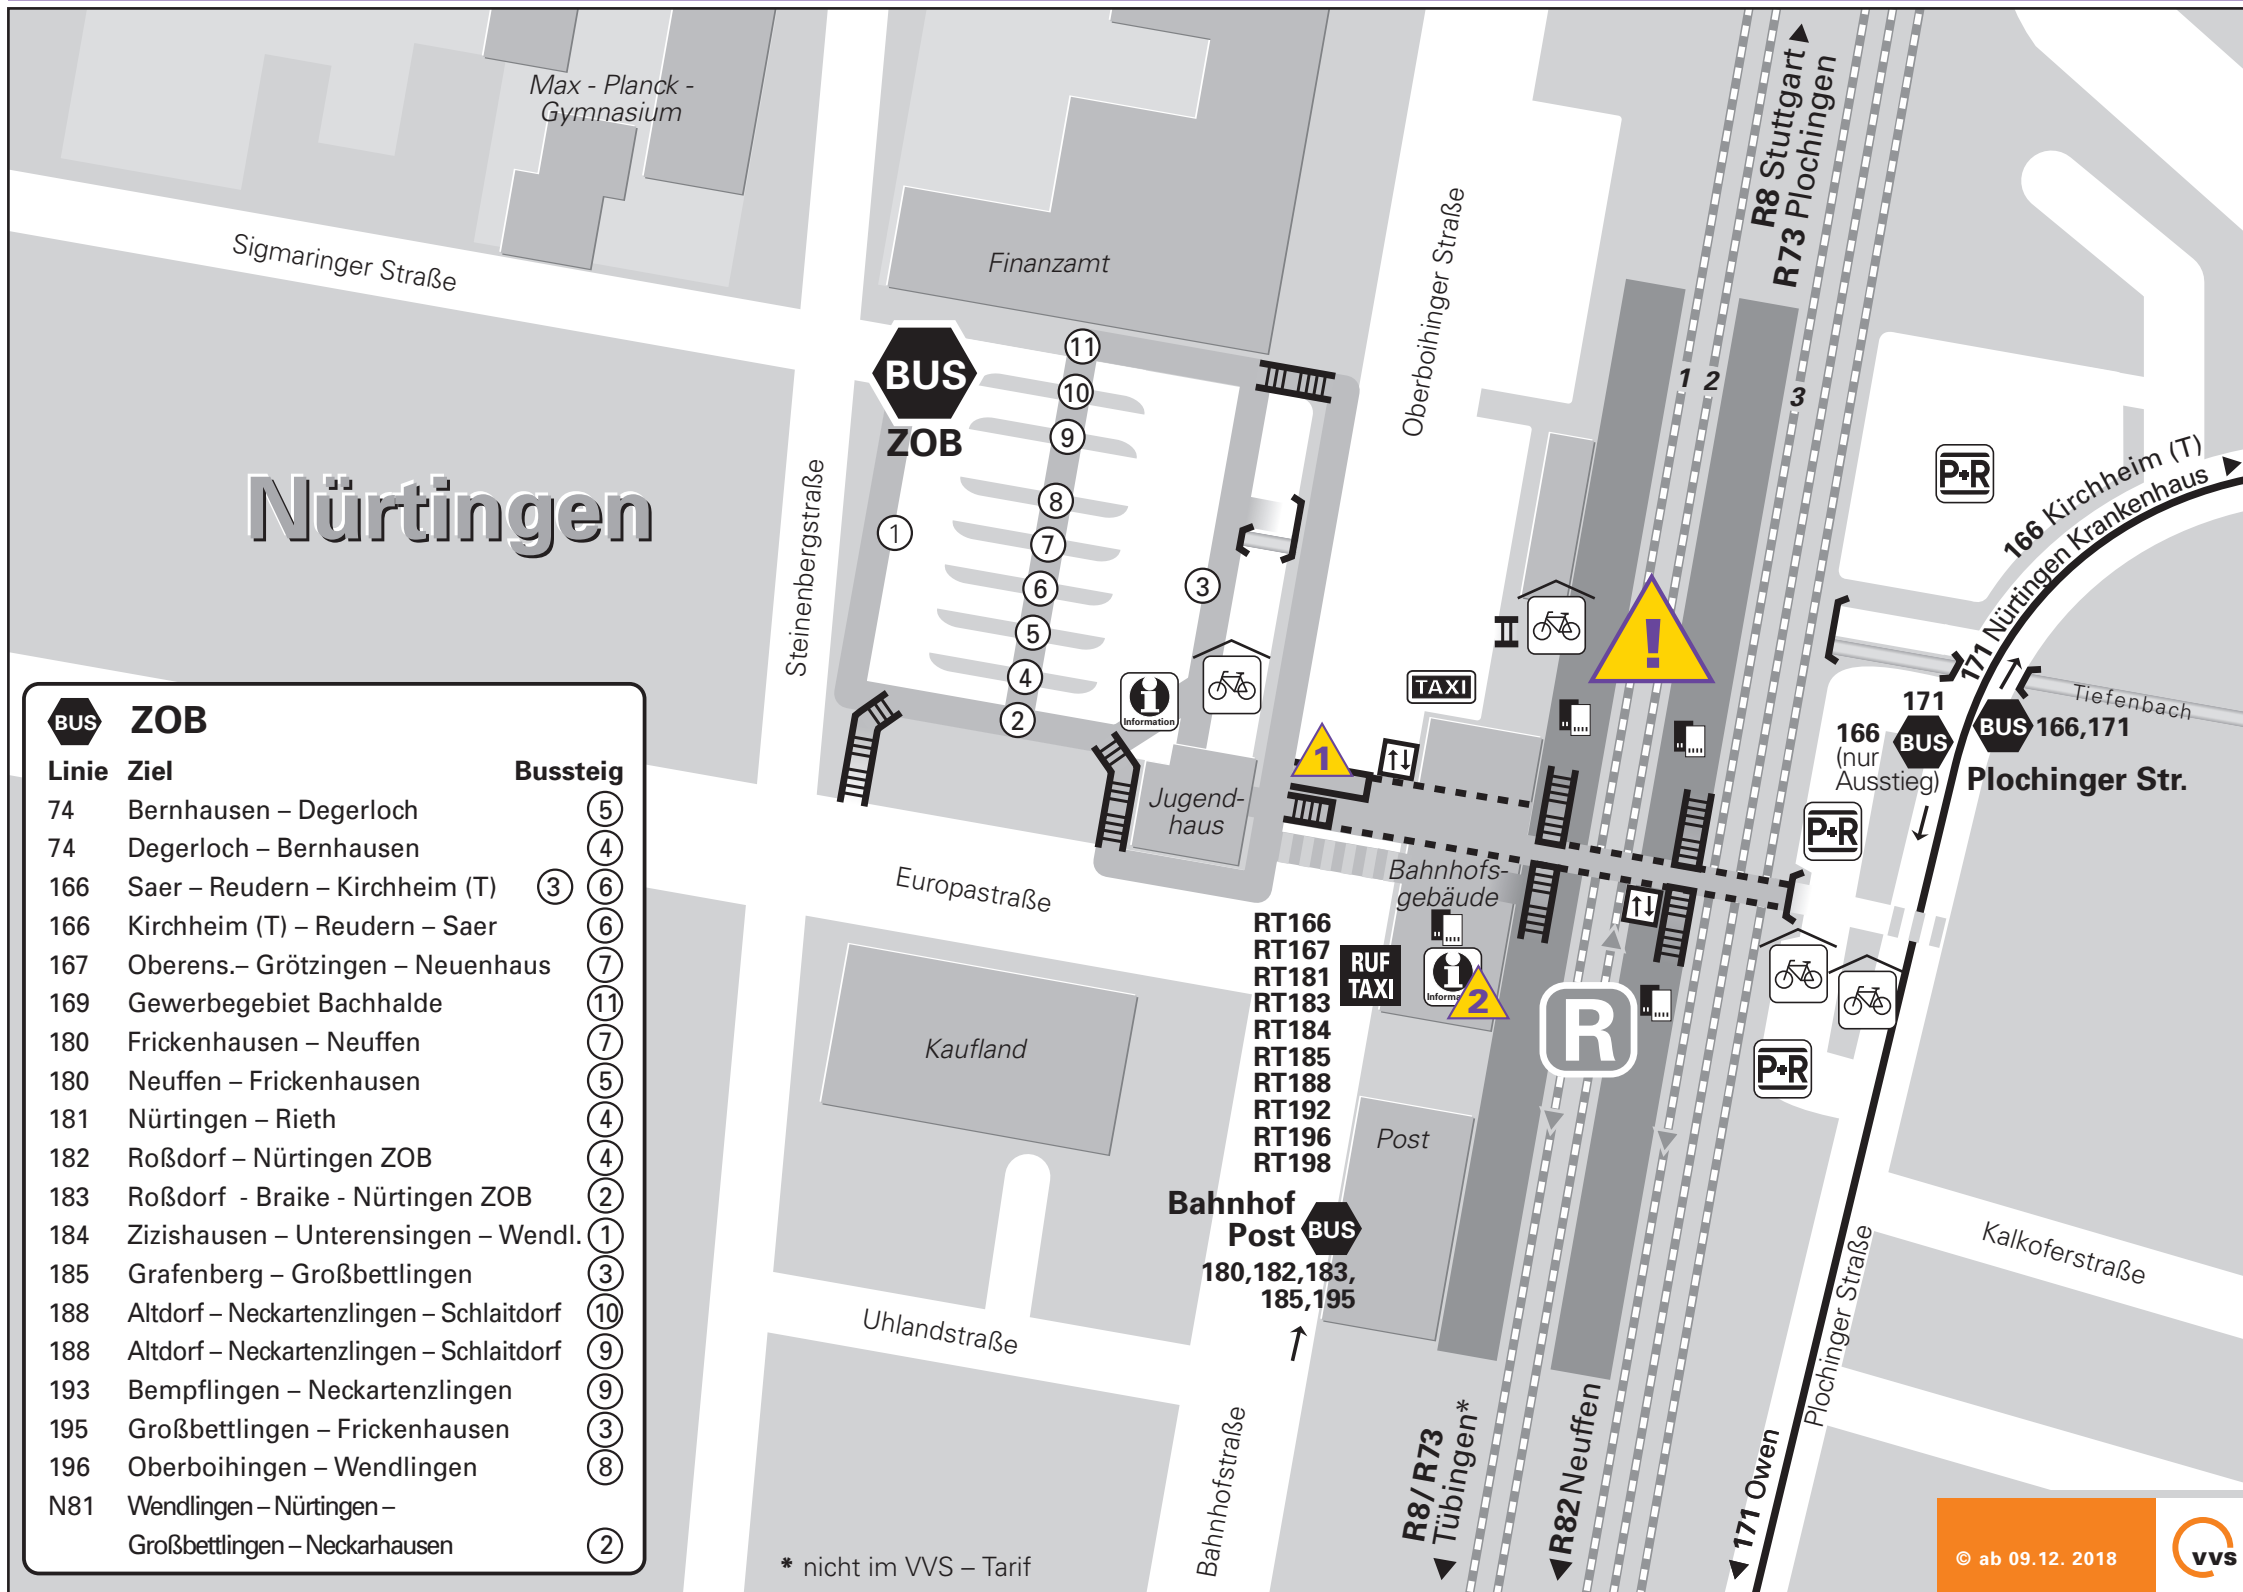 Max - Planck -
Gymnasium
Finanzamt
Sigmaringer Straße
Oberboihinger Straße
R8 Stuttgart
R73 Plochingen
BUS
ZOB
11
10
9
8
7
6
5
4
2
1
3
1
2
3
Nürtingen
Steinenbergstraße
P+R
166 Kirchheim (T)
171 Nürtingen Krankenhaus
!
TAXI
i
Information
1
Jugend-
haus
Tiefenbach
171
166
(nur
Ausstieg)
BUS
BUS
166,171
Plochinger Str.
P+R
Europastraße
Bahnhofs-
gebäude
RT166
RT167
RT181
RT183
RT184
RT185
RT188
RT192
RT196
RT198
RUF
TAXI
i
2
R
P+R
Kaufland
Post
Bahnhof
Post
BUS
180,182,183,
185,195
Uhlandstraße
Bahnhofstraße
Kalkoferstraße
Plochinger Straße
R8/R73
Tübingen*
R82 Neuffen
171 Owen
* nicht im VVS – Tarif
BUS ZOB
Linie Ziel Bussteig
74 Bernhausen – Degerloch 5
74 Degerloch – Bernhausen 4
166 Saer – Reudern – Kirchheim (T) 3 6
166 Kirchheim (T) – Reudern – Saer 6
167 Oberens.– Grötzingen – Neuenhaus 7
169 Gewerbegebiet Bachhalde 11
180 Frickenhausen – Neuffen 7
180 Neuffen – Frickenhausen 5
181 Nürtingen – Rieth 4
182 Roßdorf – Nürtingen ZOB 4
183 Roßdorf - Braike - Nürtingen ZOB 2
184 Zizishausen – Unterensingen – Wendl. 1
185 Grafenberg – Großbettlingen 3
188 Altdorf – Neckartenzlingen – Schlaitdorf 10
188 Altdorf – Neckartenzlingen – Schlaitdorf 9
193 Bempflingen – Neckartenzlingen 9
195 Großbettlingen – Frickenhausen 3
196 Oberboihingen – Wendlingen 8
N81 Wendlingen – Nürtingen –
Großbettlingen – Neckarhausen 2
© ab 09.12. 2018
vvs